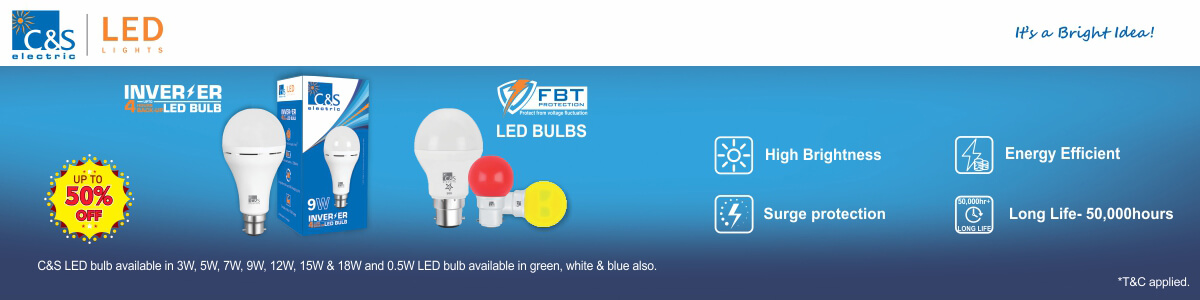 C&S
electric
LED
LIGHTS
It's a Bright Idea!
INVERTER
4
LED BULB
LED
C&S
electric
9W
INVERTER
LED BULB
FBT
PROTECTION
Protect from voltage fluctuation
LED BULBS
UP TO
50%
OFF
High Brightness
Energy Efficient
Surge protection
50,000hr+
LONG LIFE
Long Life- 50,000hours
C&S LED bulb available in 3W, 5W, 7W, 9W, 12W, 15W & 18W and 0.5W LED bulb available in green, white & blue also.
*T&C applied.